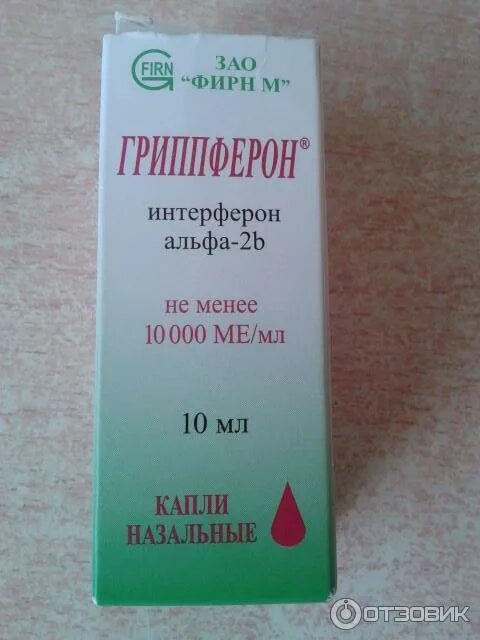 FIRN
ЗАО
"ФИРН М"
ГРИППФЕРОН®
интерферон
альфа-2b
не менее
10 000 МЕ/мл
10 мл
КАПЛИ
НАЗАЛЬНЫЕ
ОТЗОВИК